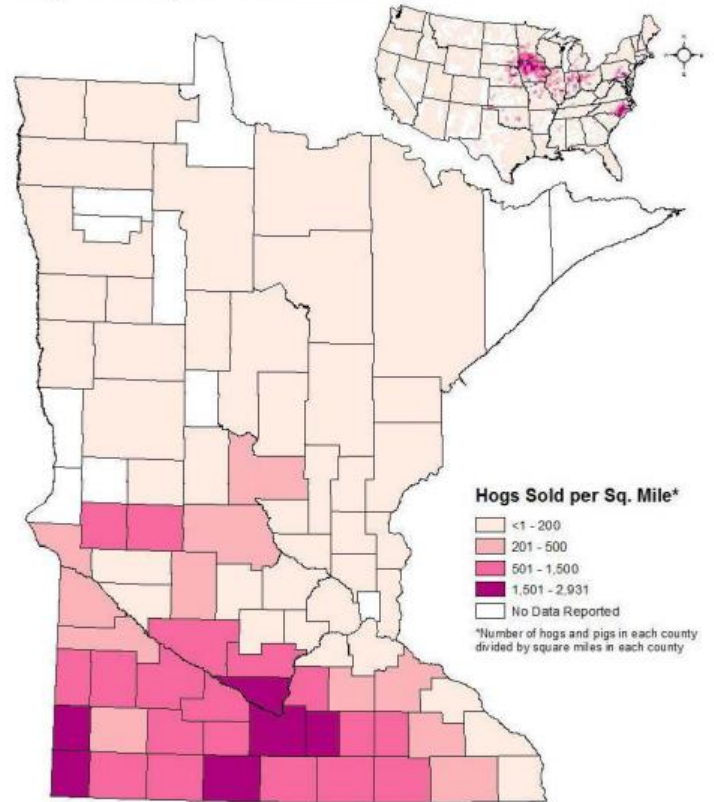 Hogs Sold per Sq. Mile*
<1 - 200
201 - 500
501 - 1,500
1,501 - 2,931
No Data Reported
*Number of hogs and pigs in each county
divided by square miles in each county